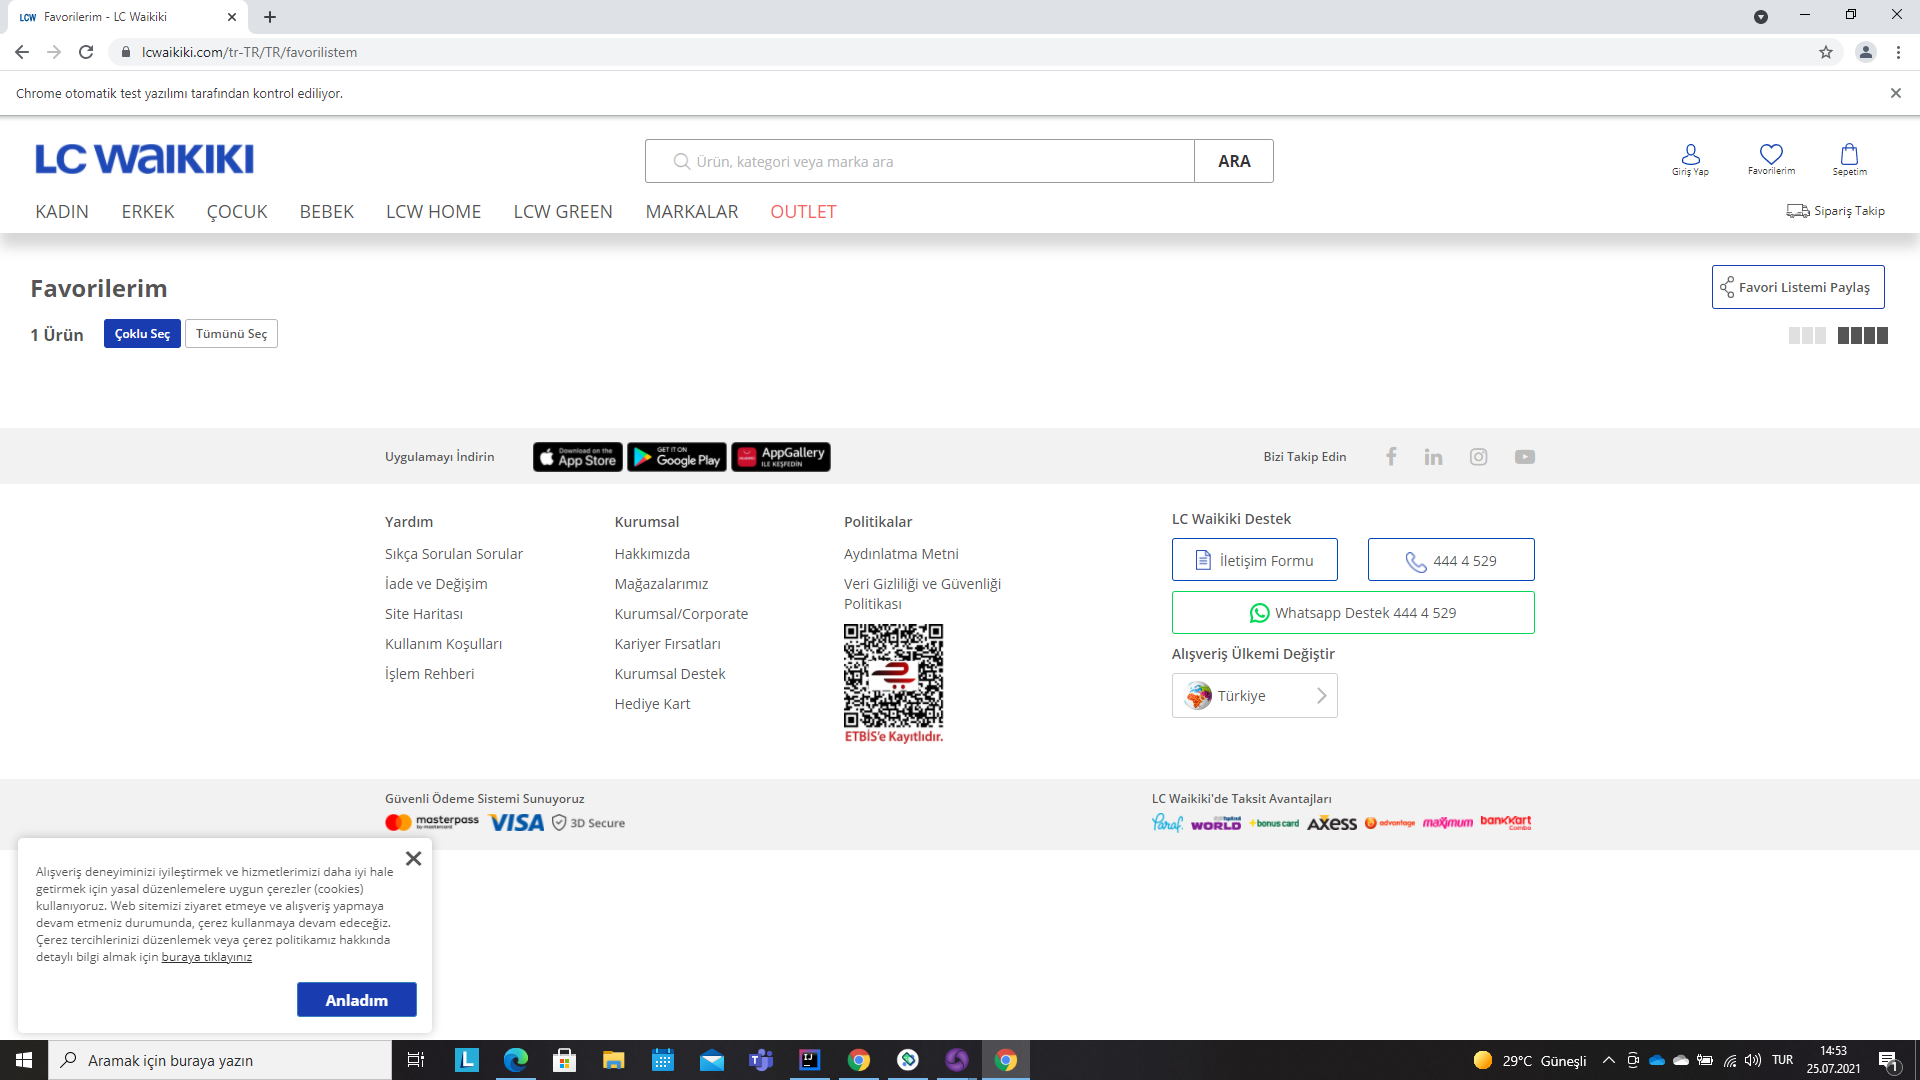 LCW Favorilerim - LC Waikiki
lcwaikiki.com/tr-TR/TR/favorilistem
Chrome otomatik test yazılımı tarafından kontrol ediliyor.
LC WAIKIKI
Ürün, kategori veya marka ara
ARA
Giriş Yap
Favorilerim
Sepetim
KADIN ERKEK ÇOCUK BEBEK LCW HOME LCW GREEN MARKALAR OUTLET
Sipariş Takip
Favorilerim
Favori Listemi Paylaş
1 Ürün Çoklu Seç Tümünü Seç
Uygulamayı İndirin
Download on the
App Store
GET IT ON
Google Play
AppGallery
İLE KEŞFEDİN
Bizi Takip Edin
Yardım
Sıkça Sorulan Sorular
İade ve Değişim
Site Haritası
Kullanım Koşulları
İşlem Rehberi
Kurumsal
Hakkımızda
Mağazalarımız
Kurumsal/Corporate
Kariyer Fırsatları
Kurumsal Destek
Hediye Kart
Politikalar
Aydınlatma Metni
Veri Gizliliği ve Güvenliği
Politikası
ETBİS'e Kayıtlıdır.
LC Waikiki Destek
İletişim Formu
444 4 529
Whatsapp Destek 444 4 529
Alışveriş Ülkemi Değiştir
Türkiye
Güvenli Ödeme Sistemi Sunuyoruz
masterpass
by mastercard
VISA
3D Secure
LC Waikiki'de Taksit Avantajları
Paraf WORLD bonus card AXess advantage maximum bankkart
Combo
Alışveriş deneyiminizi iyileştirmek ve hizmetlerimizi daha iyi hale
getirmek için yasal düzenlemelere uygun çerezler (cookies)
kullanıyoruz. Web sitemizi ziyaret etmeye ve alışveriş yapmaya
devam etmeniz durumunda, çerez kullanmaya devam edeceğiz.
Çerez tercihlerinizi düzenlemek veya çerez politikamız hakkında
detaylı bilgi almak için buraya tıklayınız
Anladım
Aramak için buraya yazın
29°C Güneşli
TUR
14:53
25.07.2021
1